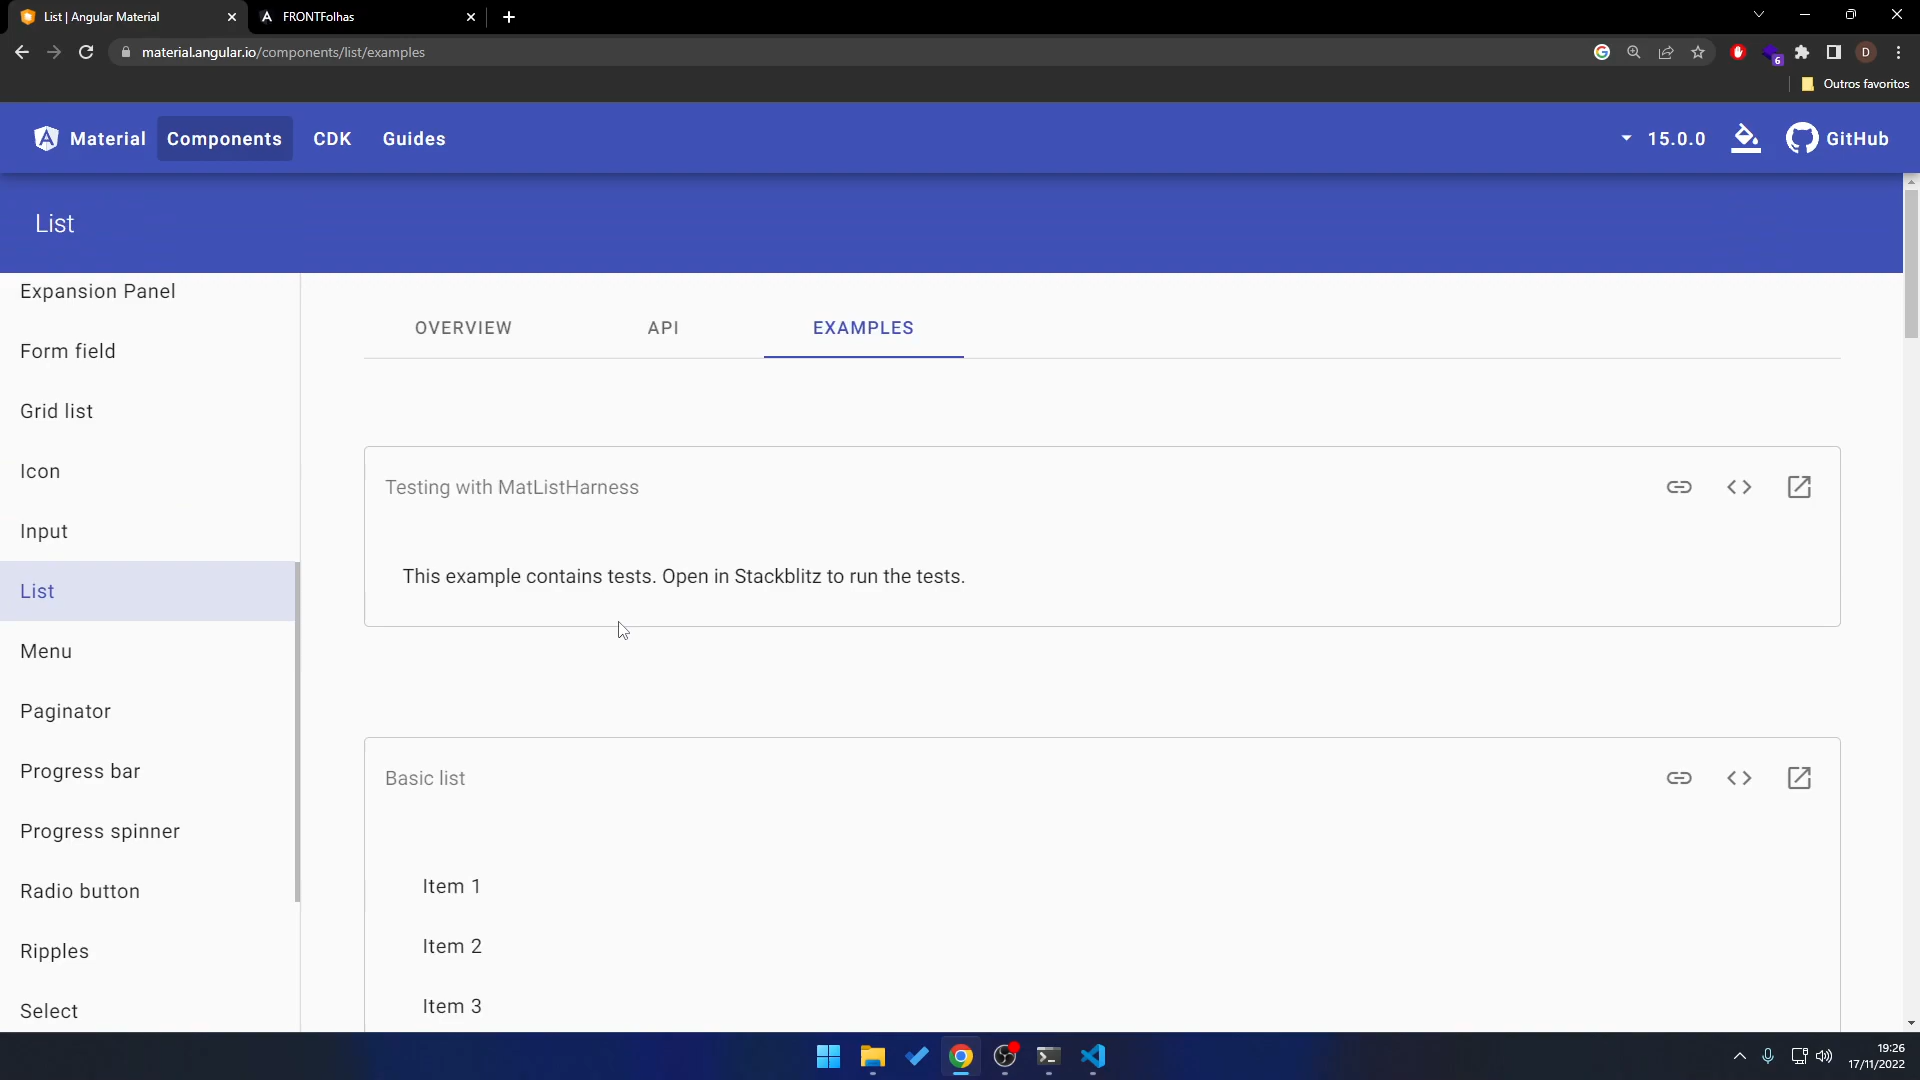 List | Angular Material
FRONTFolhas
material.angular.io/components/list/examples
6
D
Outros favoritos
Material
Components
CDK
Guides
15.0.0
GitHub
List
Expansion Panel
Form field
Grid list
Icon
Input
List
Menu
Paginator
Progress bar
Progress spinner
Radio button
Ripples
Select
OVERVIEW
API
EXAMPLES
Testing with MatListHarness
This example contains tests. Open in Stackblitz to run the tests.
Basic list
Item 1
Item 2
Item 3
19:26
17/11/2022